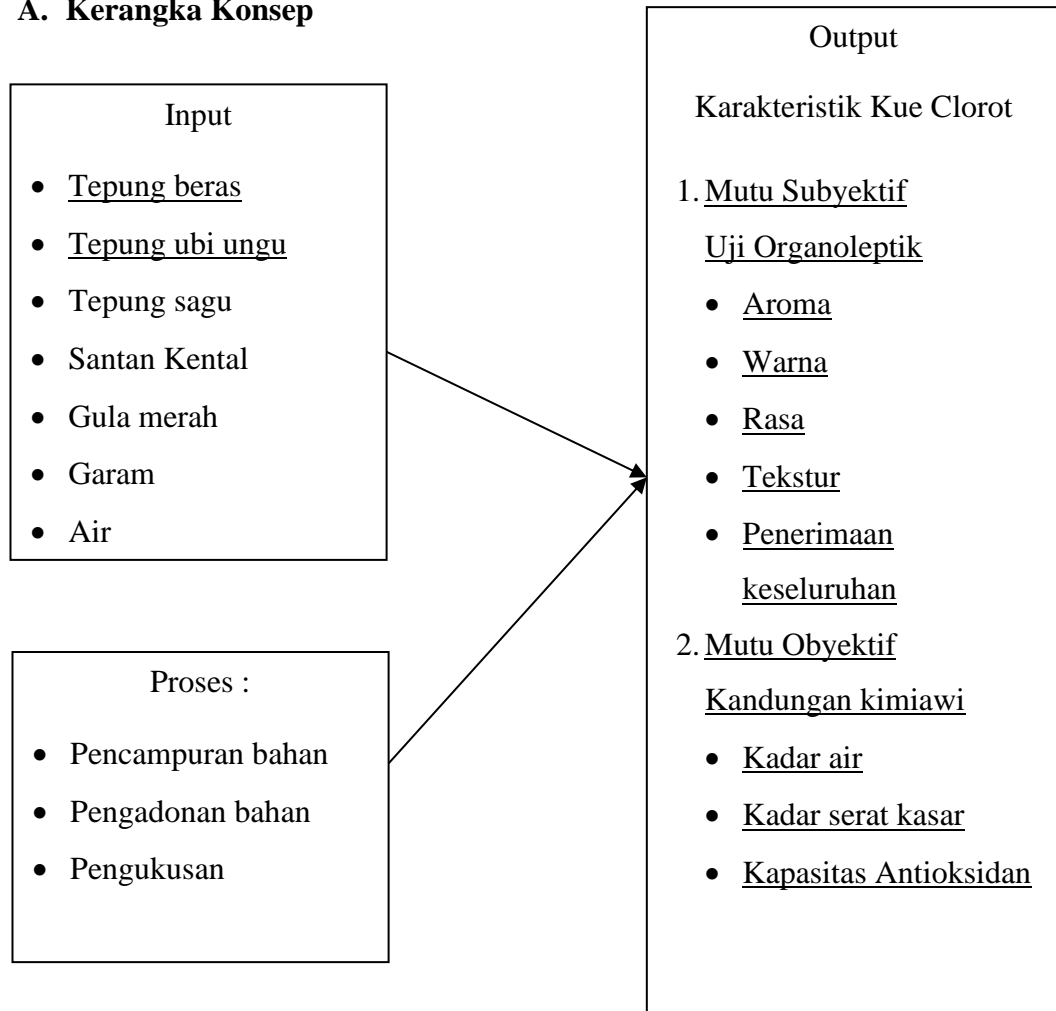 A. Kerangka Konsep
Input
• Tepung beras
• Tepung ubi ungu
• Tepung sagu
• Santan Kental
• Gula merah
• Garam
• Air
Proses :
• Pencampuran bahan
• Pengadonan bahan
• Pengukusan
Output
Karakteristik Kue Clorot
1. Mutu Subyektif
Uji Organoleptik
• Aroma
• Warna
• Rasa
• Tekstur
• Penerimaan
keseluruhan
2. Mutu Obyektif
Kandungan kimiawi
• Kadar air
• Kadar serat kasar
• Kapasitas Antioksidan